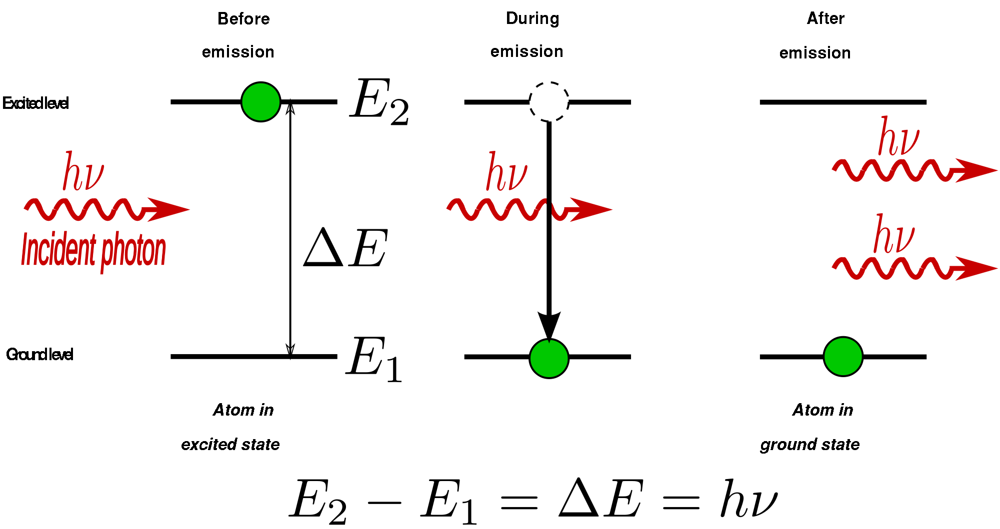 Before
emission
During
emission
After
emission
Excited level
E₂
hν
hν
hν
Incident photon
ΔE
hν
Ground level
E₁
Atom in
excited state
Atom in
ground state
E₂ − E₁ = ΔE = hν